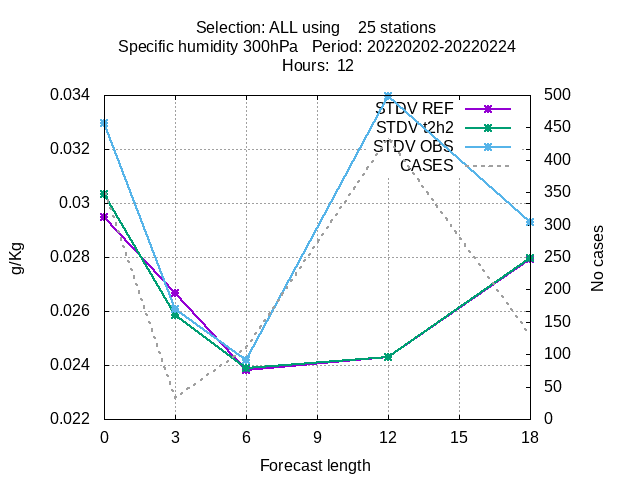 Selection: ALL using    25 stations
Specific humidity 300hPa   Period: 20220202-20220224
Hours:  12
0.034
0.032
0.03
0.028
0.026
0.024
0.022
500
450
400
350
300
250
200
150
100
50
0
STDV REF
STDV t2h2
STDV OBS
CASES
g/Kg
No cases
0 3 6 9 12 15 18
Forecast length